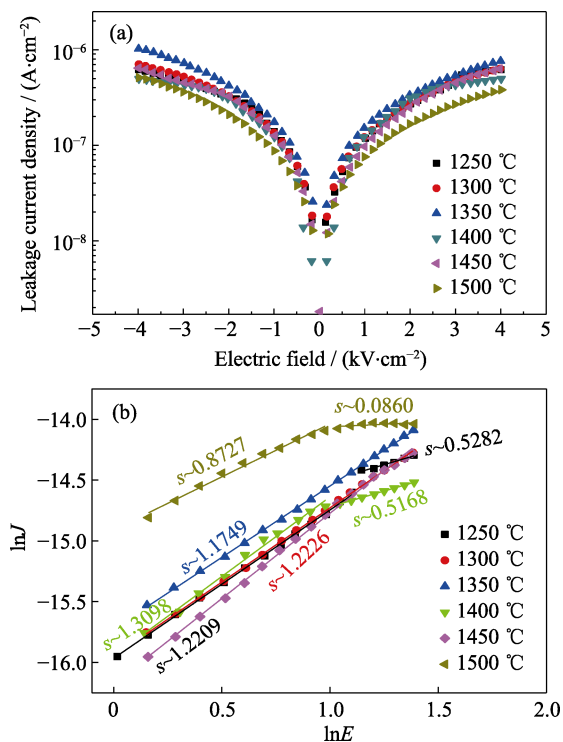 (a)
10⁻⁶
10⁻⁷
10⁻⁸
Leakage current density / (A·cm⁻²)
1250 ℃
1300 ℃
1350 ℃
1400 ℃
1450 ℃
1500 ℃
−5 −4 −3 −2 −1 0 1 2 3 4 5
Electric field / (kV·cm⁻²)
(b)
−14.0
−14.5
−15.0
−15.5
−16.0
lnJ
s~0.8727
s~0.0860
s~0.5282
s~0.5168
s~1.1749
s~1.2226
s~1.3098
s~1.2209
1250 ℃
1300 ℃
1350 ℃
1400 ℃
1450 ℃
1500 ℃
0 0.5 1.0 1.5 2.0
lnE